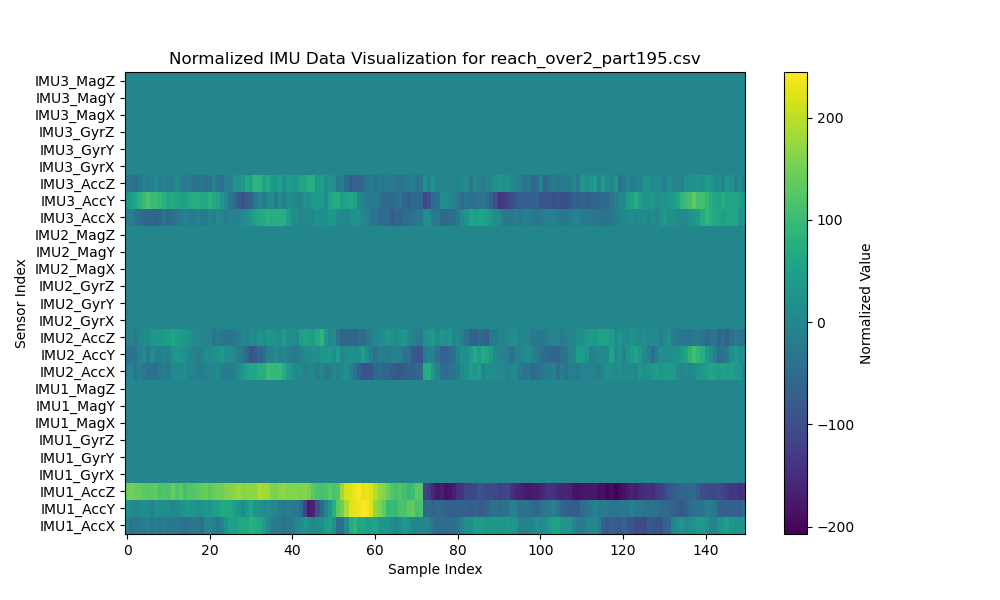 Normalized IMU Data Visualization for reach_over2_part195.csv
IMU3_MagZ
IMU3_MagY
IMU3_MagX
IMU3_GyrZ
IMU3_GyrY
IMU3_GyrX
IMU3_AccZ
IMU3_AccY
IMU3_AccX
IMU2_MagZ
IMU2_MagY
IMU2_MagX
IMU2_GyrZ
IMU2_GyrY
IMU2_GyrX
IMU2_AccZ
IMU2_AccY
IMU2_AccX
IMU1_MagZ
IMU1_MagY
IMU1_MagX
IMU1_GyrZ
IMU1_GyrY
IMU1_GyrX
IMU1_AccZ
IMU1_AccY
IMU1_AccX
Sensor Index
0 20 40 60 80 100 120 140
Sample Index
200
100
0
−100
−200
Normalized Value